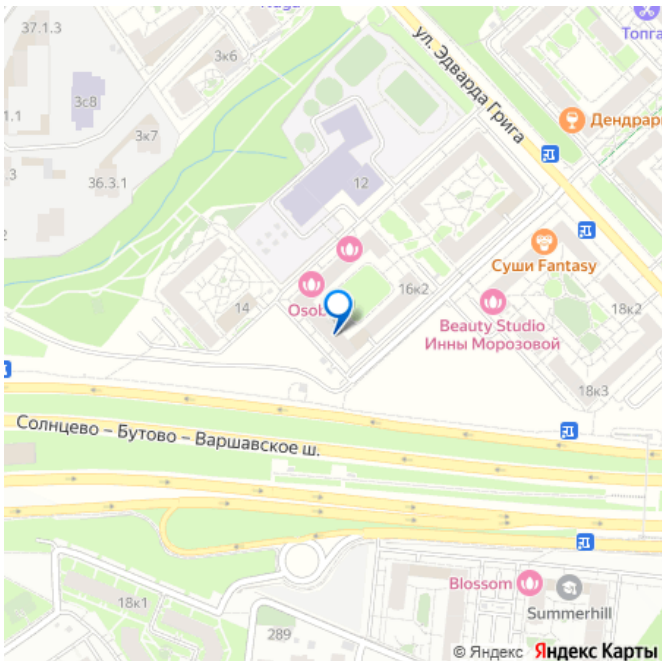 37.1.3
3к6
Топга
ул. Эдварда Грига
3с8
1.1
Дендрар
3к7
.3
36.3.1
12
2
Суши Fantasy
Osob
14
16к2
Beauty Studio
Инны Морозовой
18к2
18к3
Солнцево – Бутово – Варшавское ш.
Blossom
Summerhill
18к1
289
© Яндекс Яндекс Карты